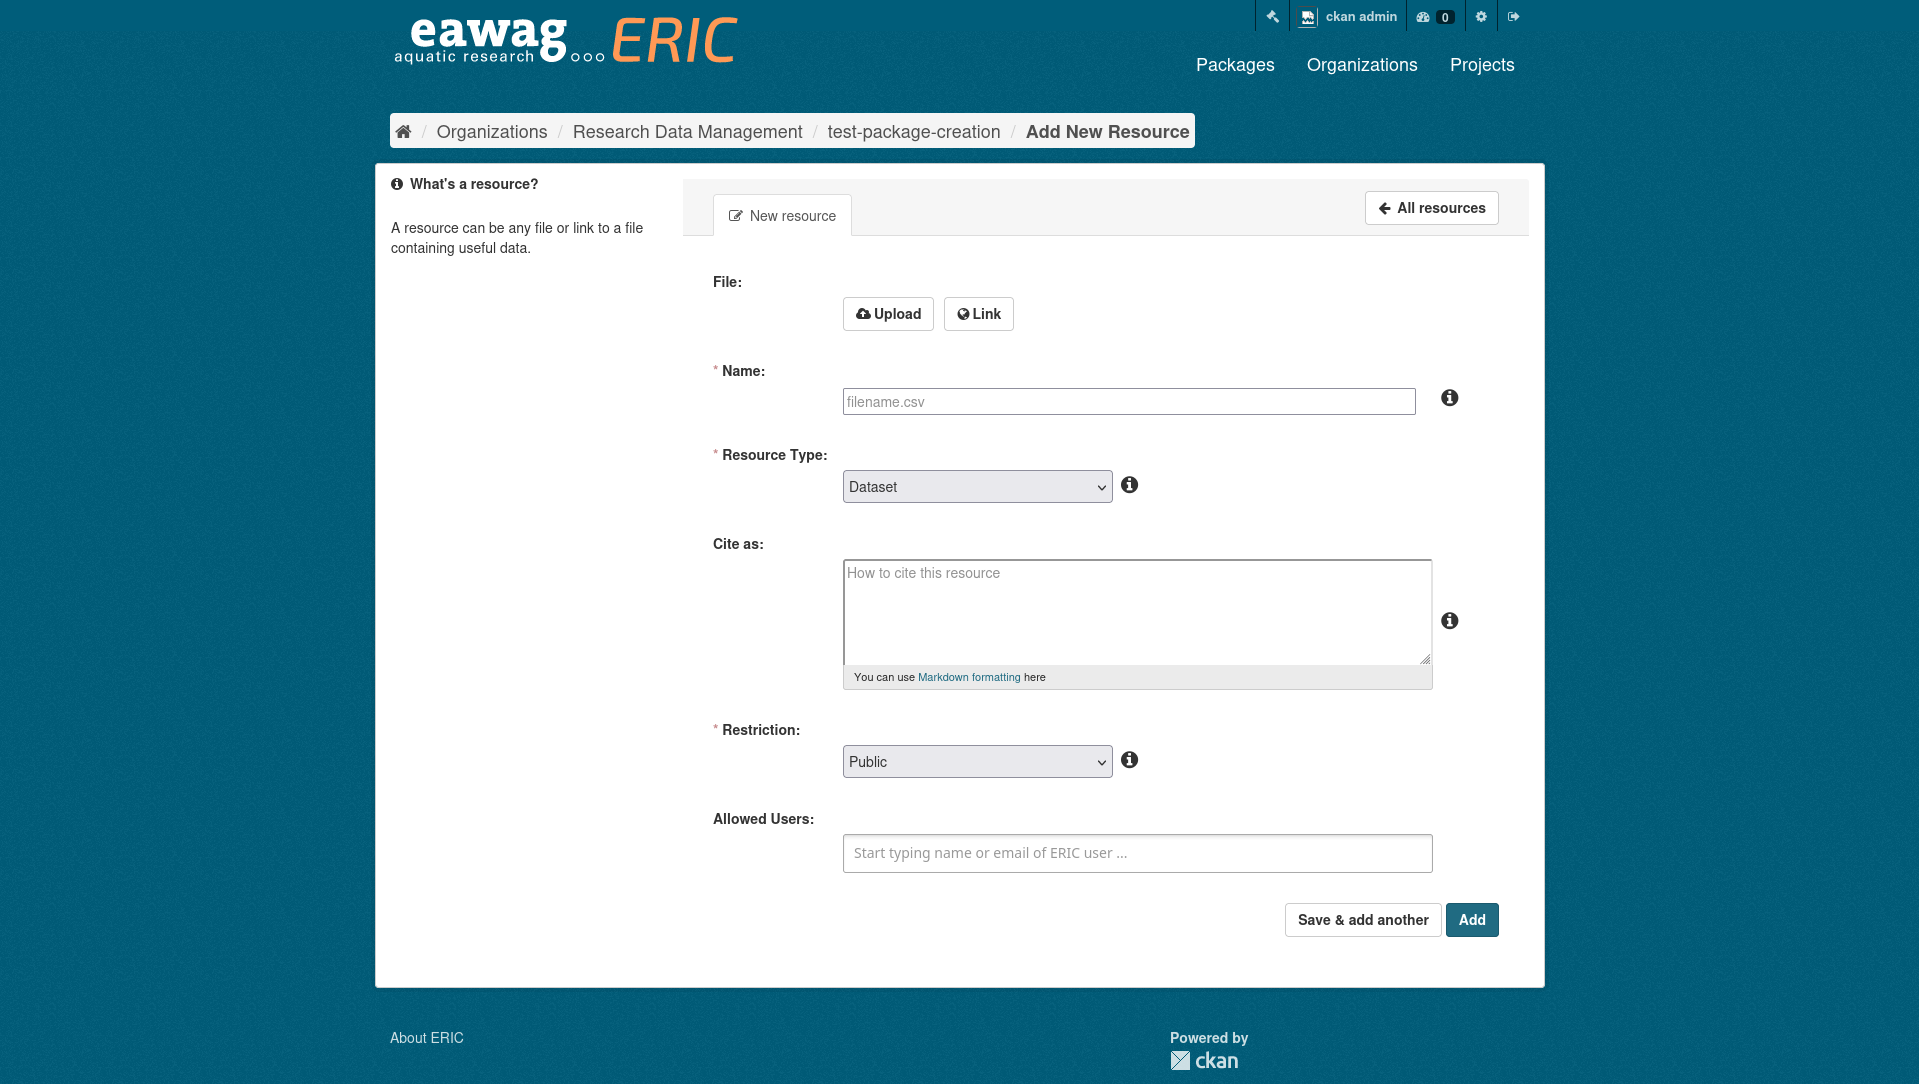 eawag
aquatic research
ERIC
ckan admin
0
Packages
Organizations
Projects
/ Organizations / Research Data Management / test-package-creation / Add New Resource
What's a resource?
A resource can be any file or link to a file
containing useful data.
New resource
All resources
File:
Upload
Link
* Name:
filename.csv
* Resource Type:
Dataset
Cite as:
How to cite this resource
You can use Markdown formatting here
* Restriction:
Public
Allowed Users:
Start typing name or email of ERIC user ...
Save & add another
Add
About ERIC
Powered by
ckan